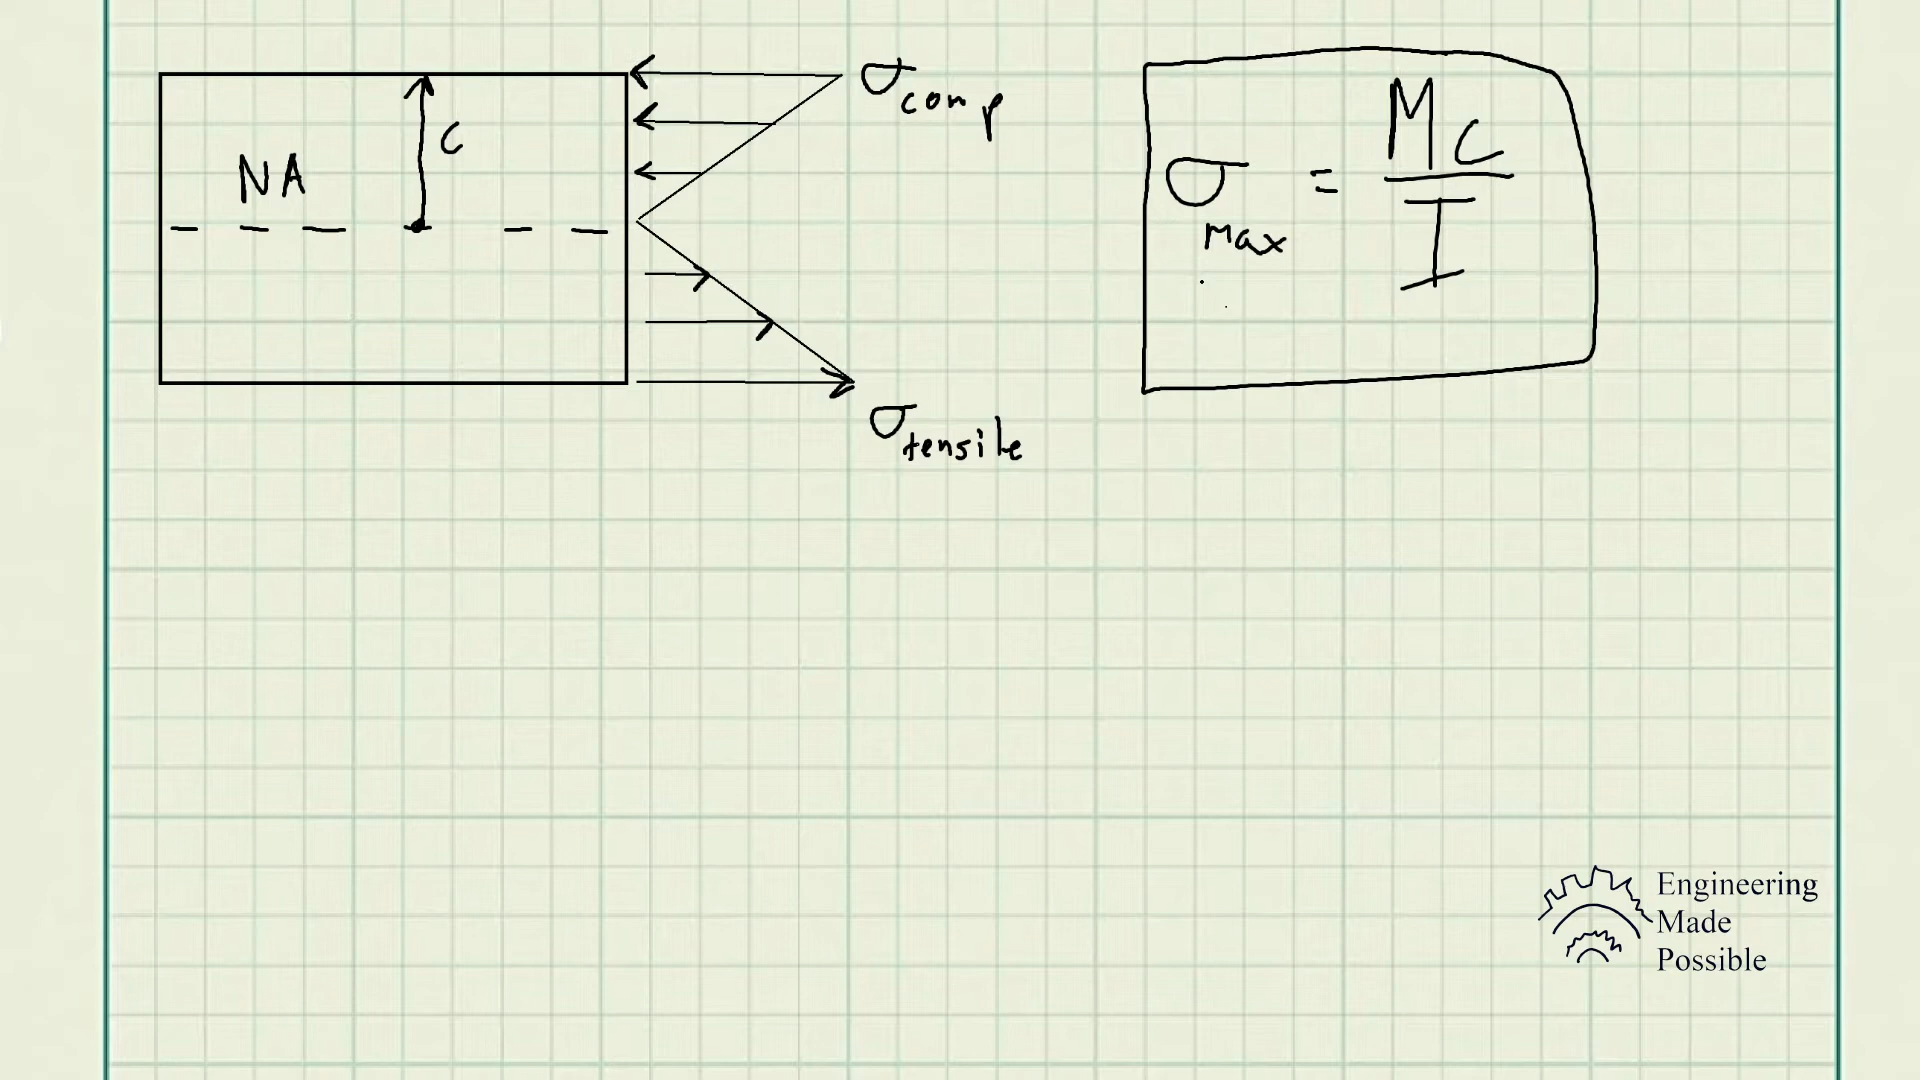 σcomp
C
NA
σtensile
σmax = Mc/I
Engineering
Made
Possible